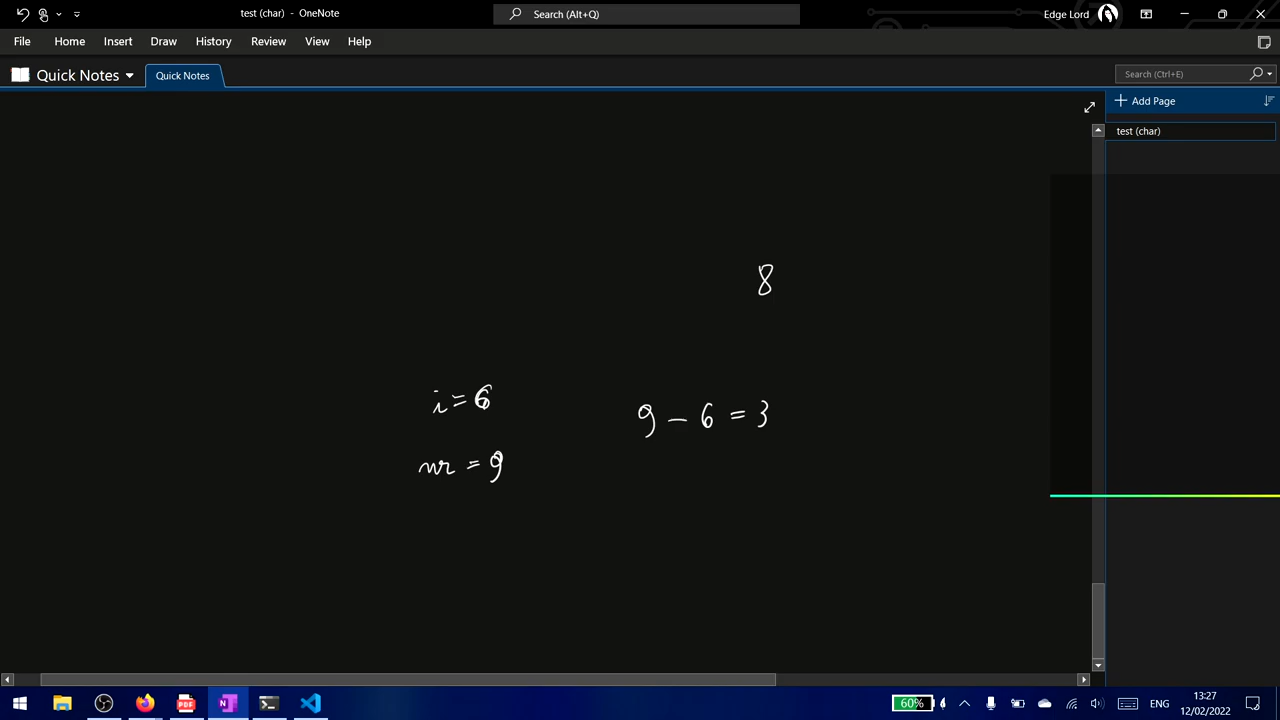 test (char) - OneNote
Search (Alt+Q)
Edge Lord
File Home Insert Draw History Review View Help
Quick Notes
Quick Notes
Search (Ctrl+E)
Add Page
test (char)
8
i = 6
9 - 6 = 3
nr = 9
60%
ENG
13:27
12/02/2022